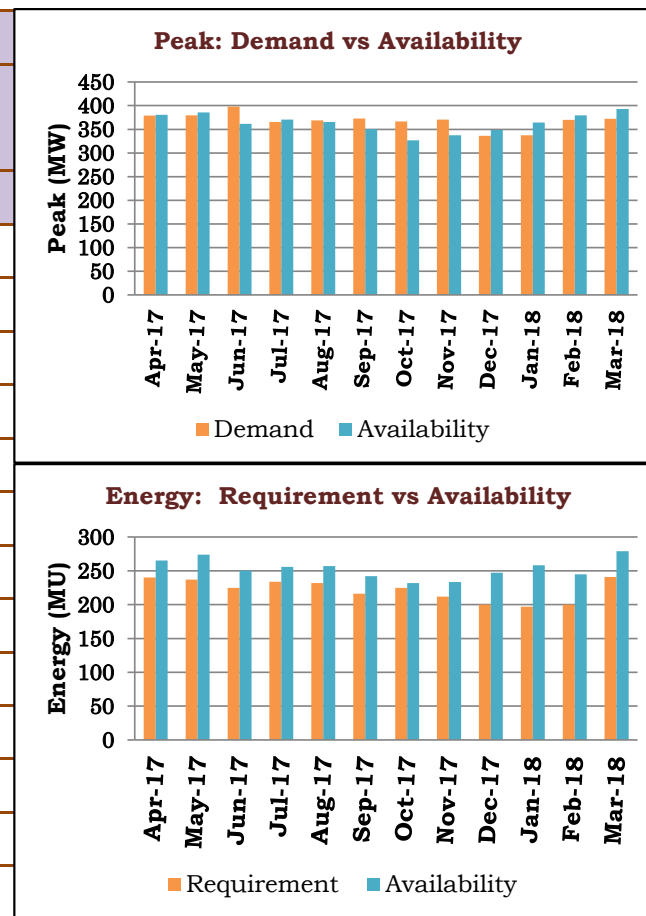 Peak: Demand vs Availability
450
400
350
300
250
200
150
100
50
0
Peak (MW)
Apr-17
May-17
Jun-17
Jul-17
Aug-17
Sep-17
Oct-17
Nov-17
Dec-17
Jan-18
Feb-18
Mar-18
Demand Availability
Energy: Requirement vs Availability
300
250
200
150
100
50
0
Energy (MU)
Apr-17
May-17
Jun-17
Jul-17
Aug-17
Sep-17
Oct-17
Nov-17
Dec-17
Jan-18
Feb-18
Mar-18
Requirement Availability